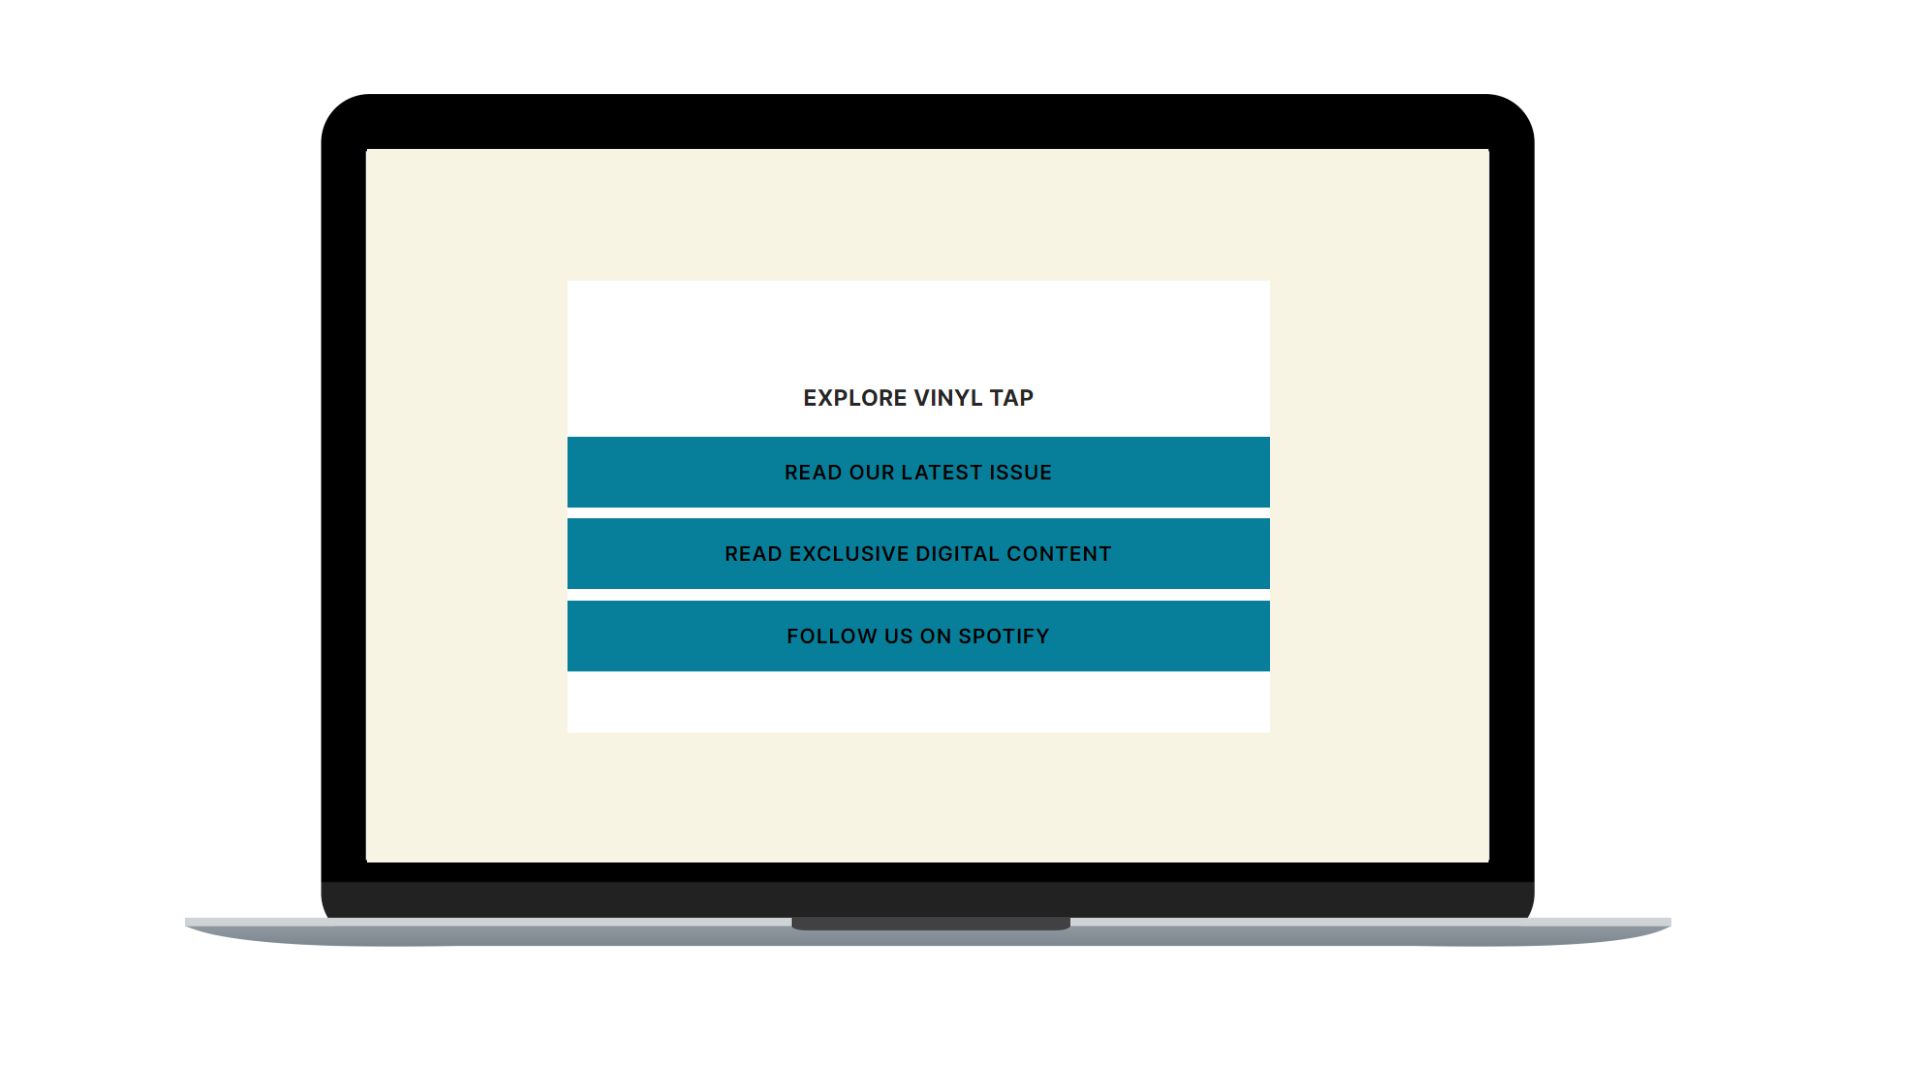 EXPLORE VINYL TAP
READ OUR LATEST ISSUE
READ EXCLUSIVE DIGITAL CONTENT
FOLLOW US ON SPOTIFY